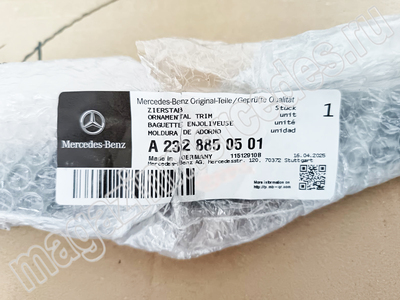 Mercedes-Benz Original-Teile/Geprüfte Qualität
ZIERSTAB Stück
ORNAMENTAL TRIM unit
BAGUETTE ENJOLIVEUSE unité
MOLDURA DE ADORNO unidad
1
Mercedes-Benz
A 232 885 05 01
Made in GERMANY 115129108 16.04.2025
Mercedes-Benz AG, Mercedesstr. 120, 70372 Stuttgart